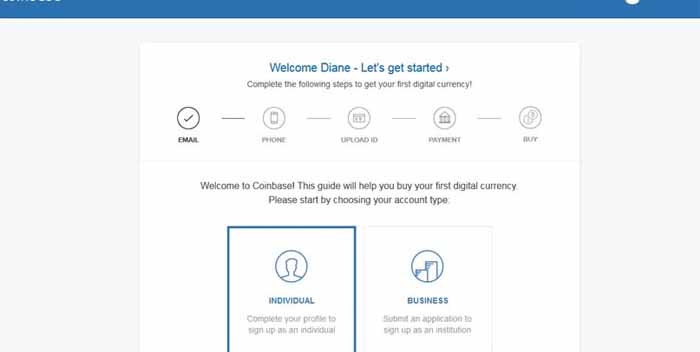 Welcome Diane - Let's get started ›
Complete the following steps to get your first digital currency!
EMAIL
PHONE
UPLOAD ID
PAYMENT
BUY
Welcome to Coinbase! This guide will help you buy your first digital currency.
Please start by choosing your account type:
INDIVIDUAL
BUSINESS
Complete your profile to
sign up as an individual
Submit an application to
sign up as an institution